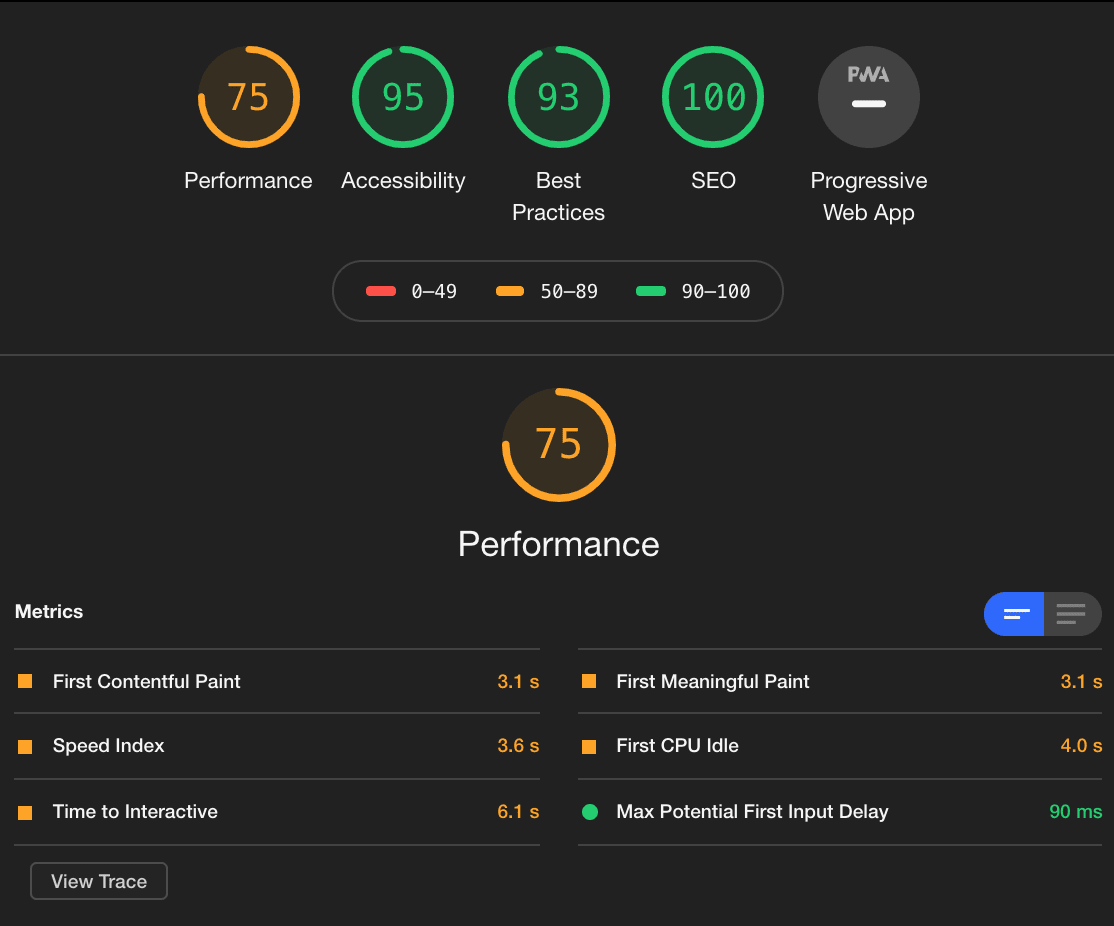 75
95
93
100
PWA
Performance
Accessibility
Best
Practices
SEO
Progressive
Web App
0–49
50–89
90–100
75
Performance
Metrics
First Contentful Paint 3.1 s
First Meaningful Paint 3.1 s
Speed Index 3.6 s
First CPU Idle 4.0 s
Time to Interactive 6.1 s
Max Potential First Input Delay 90 ms
View Trace